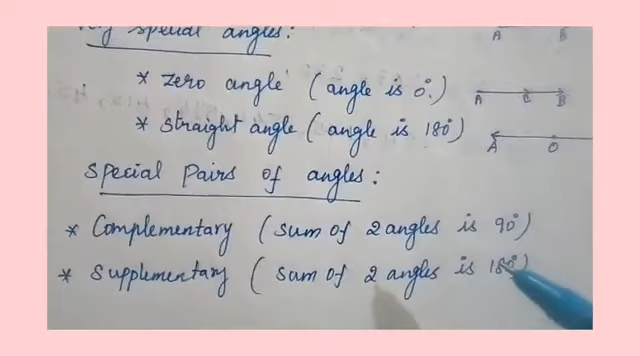 special angles:
A B
* Zero angle (angle is 0°.)
A C B
* straight angle (angle is 180°)
A O
Special Pairs of angles:
* Complementary (sum of 2 angles is 90°)
* Supplementary (sum of 2 angles is 180°)